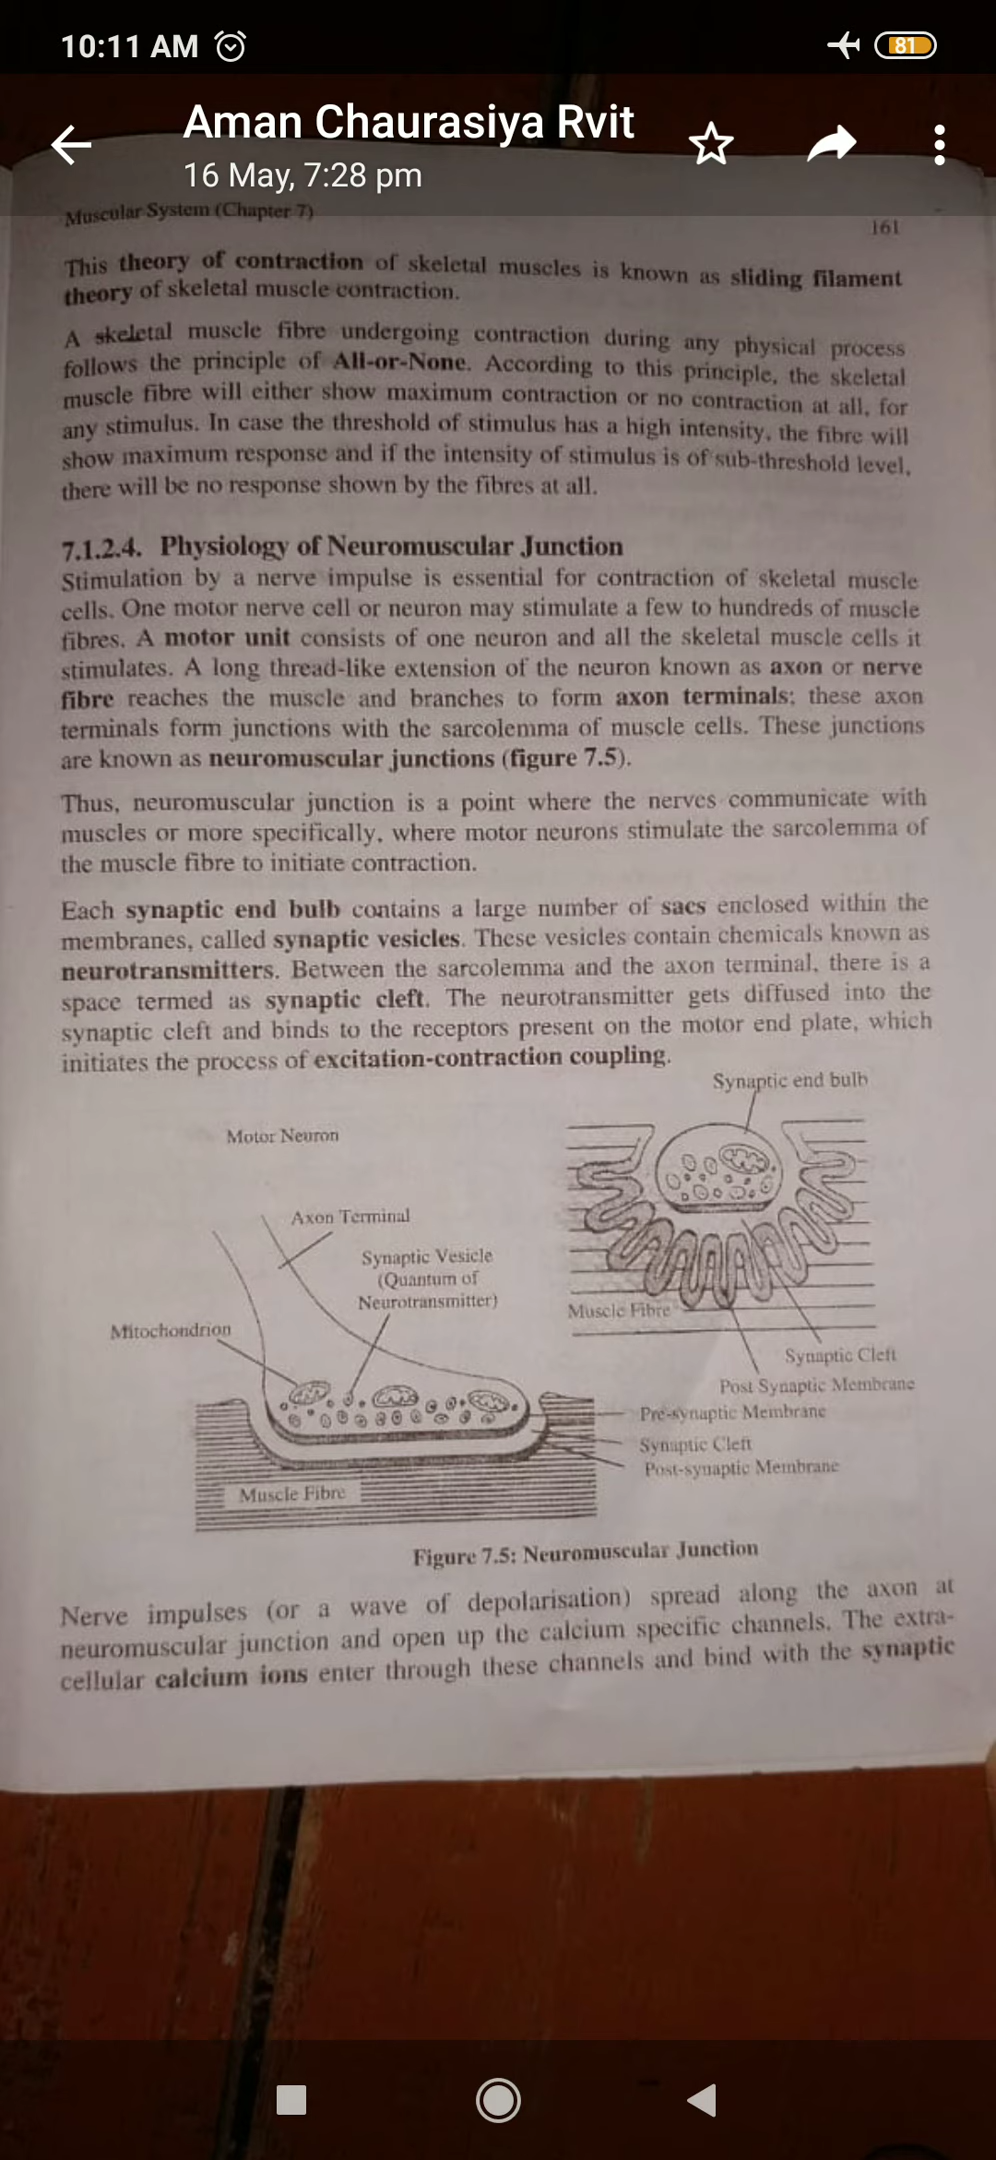 10:11 AM
81
Aman Chaurasiya Rvit
16 May, 7:28 pm
Muscular System (Chapter 7)
161
This theory of contraction of skeletal muscles is known as sliding filament
theory of skeletal muscle contraction.
A skeletal muscle fibre undergoing contraction during any physical process
follows the principle of All-or-None. According to this principle, the skeletal
muscle fibre will either show maximum contraction or no contraction at all, for
any stimulus. In case the threshold of stimulus has a high intensity, the fibre will
show maximum response and if the intensity of stimulus is of sub-threshold level,
there will be no response shown by the fibres at all.
7.1.2.4. Physiology of Neuromuscular Junction
Stimulation by a nerve impulse is essential for contraction of skeletal muscle
cells. One motor nerve cell or neuron may stimulate a few to hundreds of muscle
fibres. A motor unit consists of one neuron and all the skeletal muscle cells it
stimulates. A long thread-like extension of the neuron known as axon or nerve
fibre reaches the muscle and branches to form axon terminals; these axon
terminals form junctions with the sarcolemma of muscle cells. These junctions
are known as neuromuscular junctions (figure 7.5).
Thus, neuromuscular junction is a point where the nerves communicate with
muscles or more specifically, where motor neurons stimulate the sarcolemma of
the muscle fibre to initiate contraction.
Each synaptic end bulb contains a large number of sacs enclosed within the
membranes, called synaptic vesicles. These vesicles contain chemicals known as
neurotransmitters. Between the sarcolemma and the axon terminal, there is a
space termed as synaptic cleft. The neurotransmitter gets diffused into the
synaptic cleft and binds to the receptors present on the motor end plate, which
initiates the process of excitation-contraction coupling.
Synaptic end bulb
Motor Neuron
Axon Terminal
Synaptic Vesicle
(Quantum of
Neurotransmitter)
Muscle Fibre
Mitochondrion
Synaptic Cleft
Post Synaptic Membrane
Pre-synaptic Membrane
Synaptic Cleft
Post-synaptic Membrane
Muscle Fibre
Figure 7.5: Neuromuscular Junction
Nerve impulses (or a wave of depolarisation) spread along the axon at
neuromuscular junction and open up the calcium specific channels. The extra-
cellular calcium ions enter through these channels and bind with the synaptic